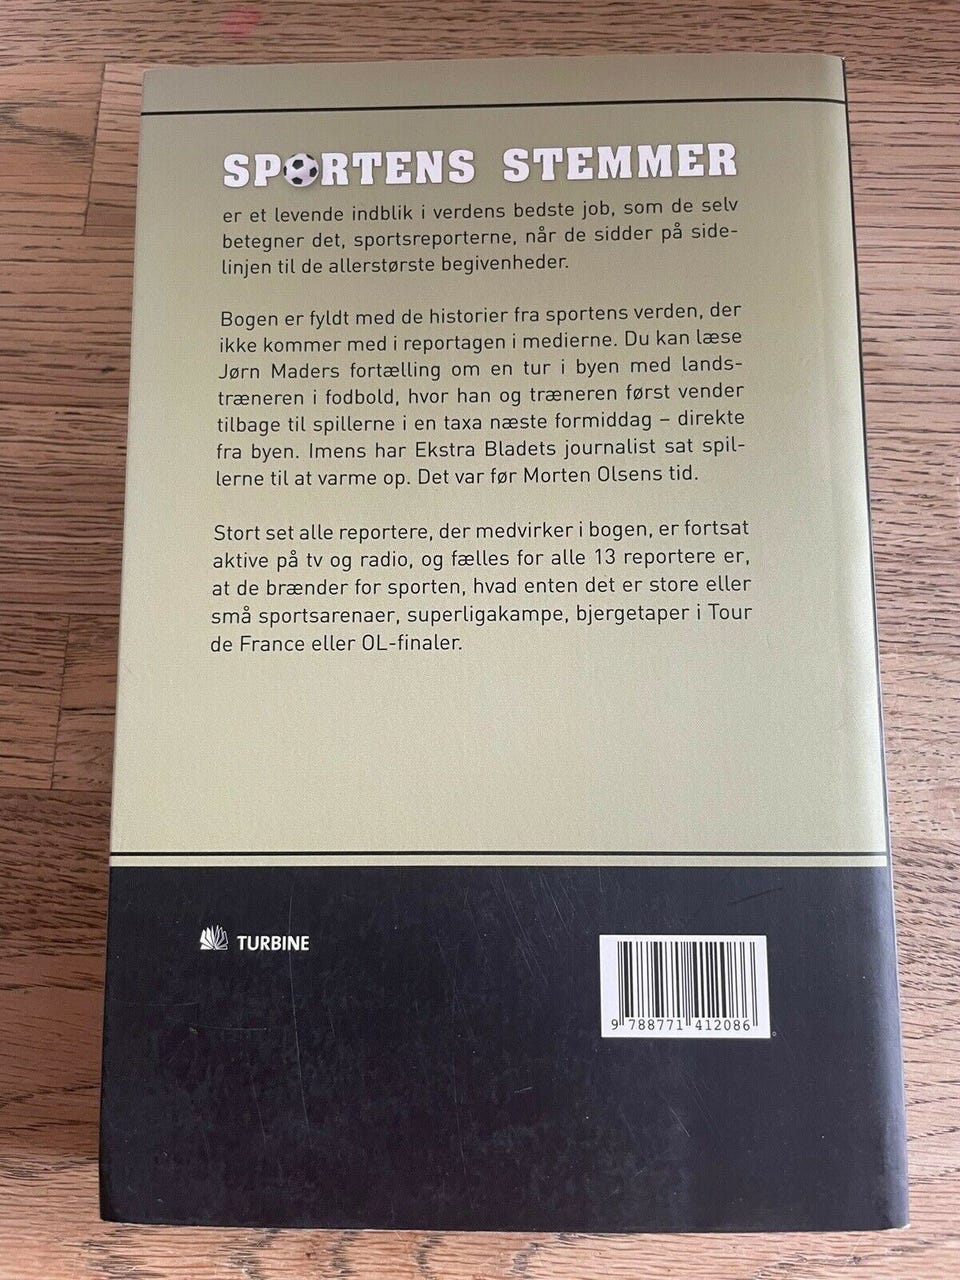 SPORTENS STEMMER
er et levende indblik i verdens bedste job, som de selv
betegner det, sportsreporterne, når de sidder på side-
linjen til de allerstørste begivenheder.
Bogen er fyldt med de historier fra sportens verden, der
ikke kommer med i reportagen i medierne. Du kan læse
Jørn Maders fortælling om en tur i byen med lands-
træneren i fodbold, hvor han og træneren først vender
tilbage til spillerne i en taxa næste formiddag – direkte
fra byen. Imens har Ekstra Bladets journalist sat spil-
lerne til at varme op. Det var før Morten Olsens tid.
Stort set alle reportere, der medvirker i bogen, er fortsat
aktive på tv og radio, og fælles for alle 13 reportere er,
at de brænder for sporten, hvad enten det er store eller
små sportsarenaer, superligakampe, bjergetaper i Tour
de France eller OL-finaler.
TURBINE
9 788771 412086